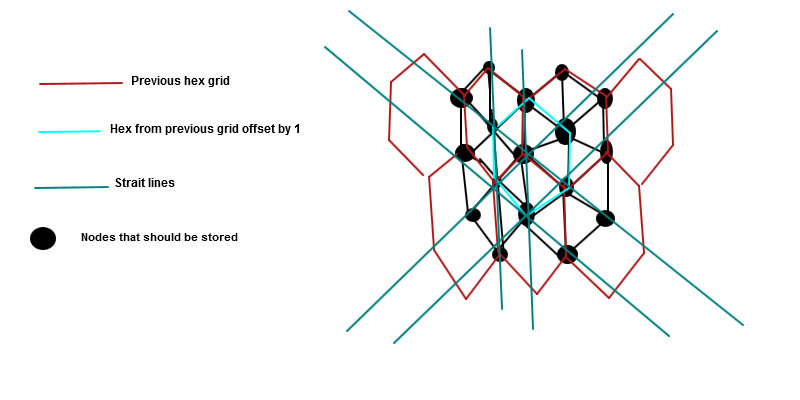 Previous hex grid
Hex from previous grid offset by 1
Strait lines
Nodes that should be stored